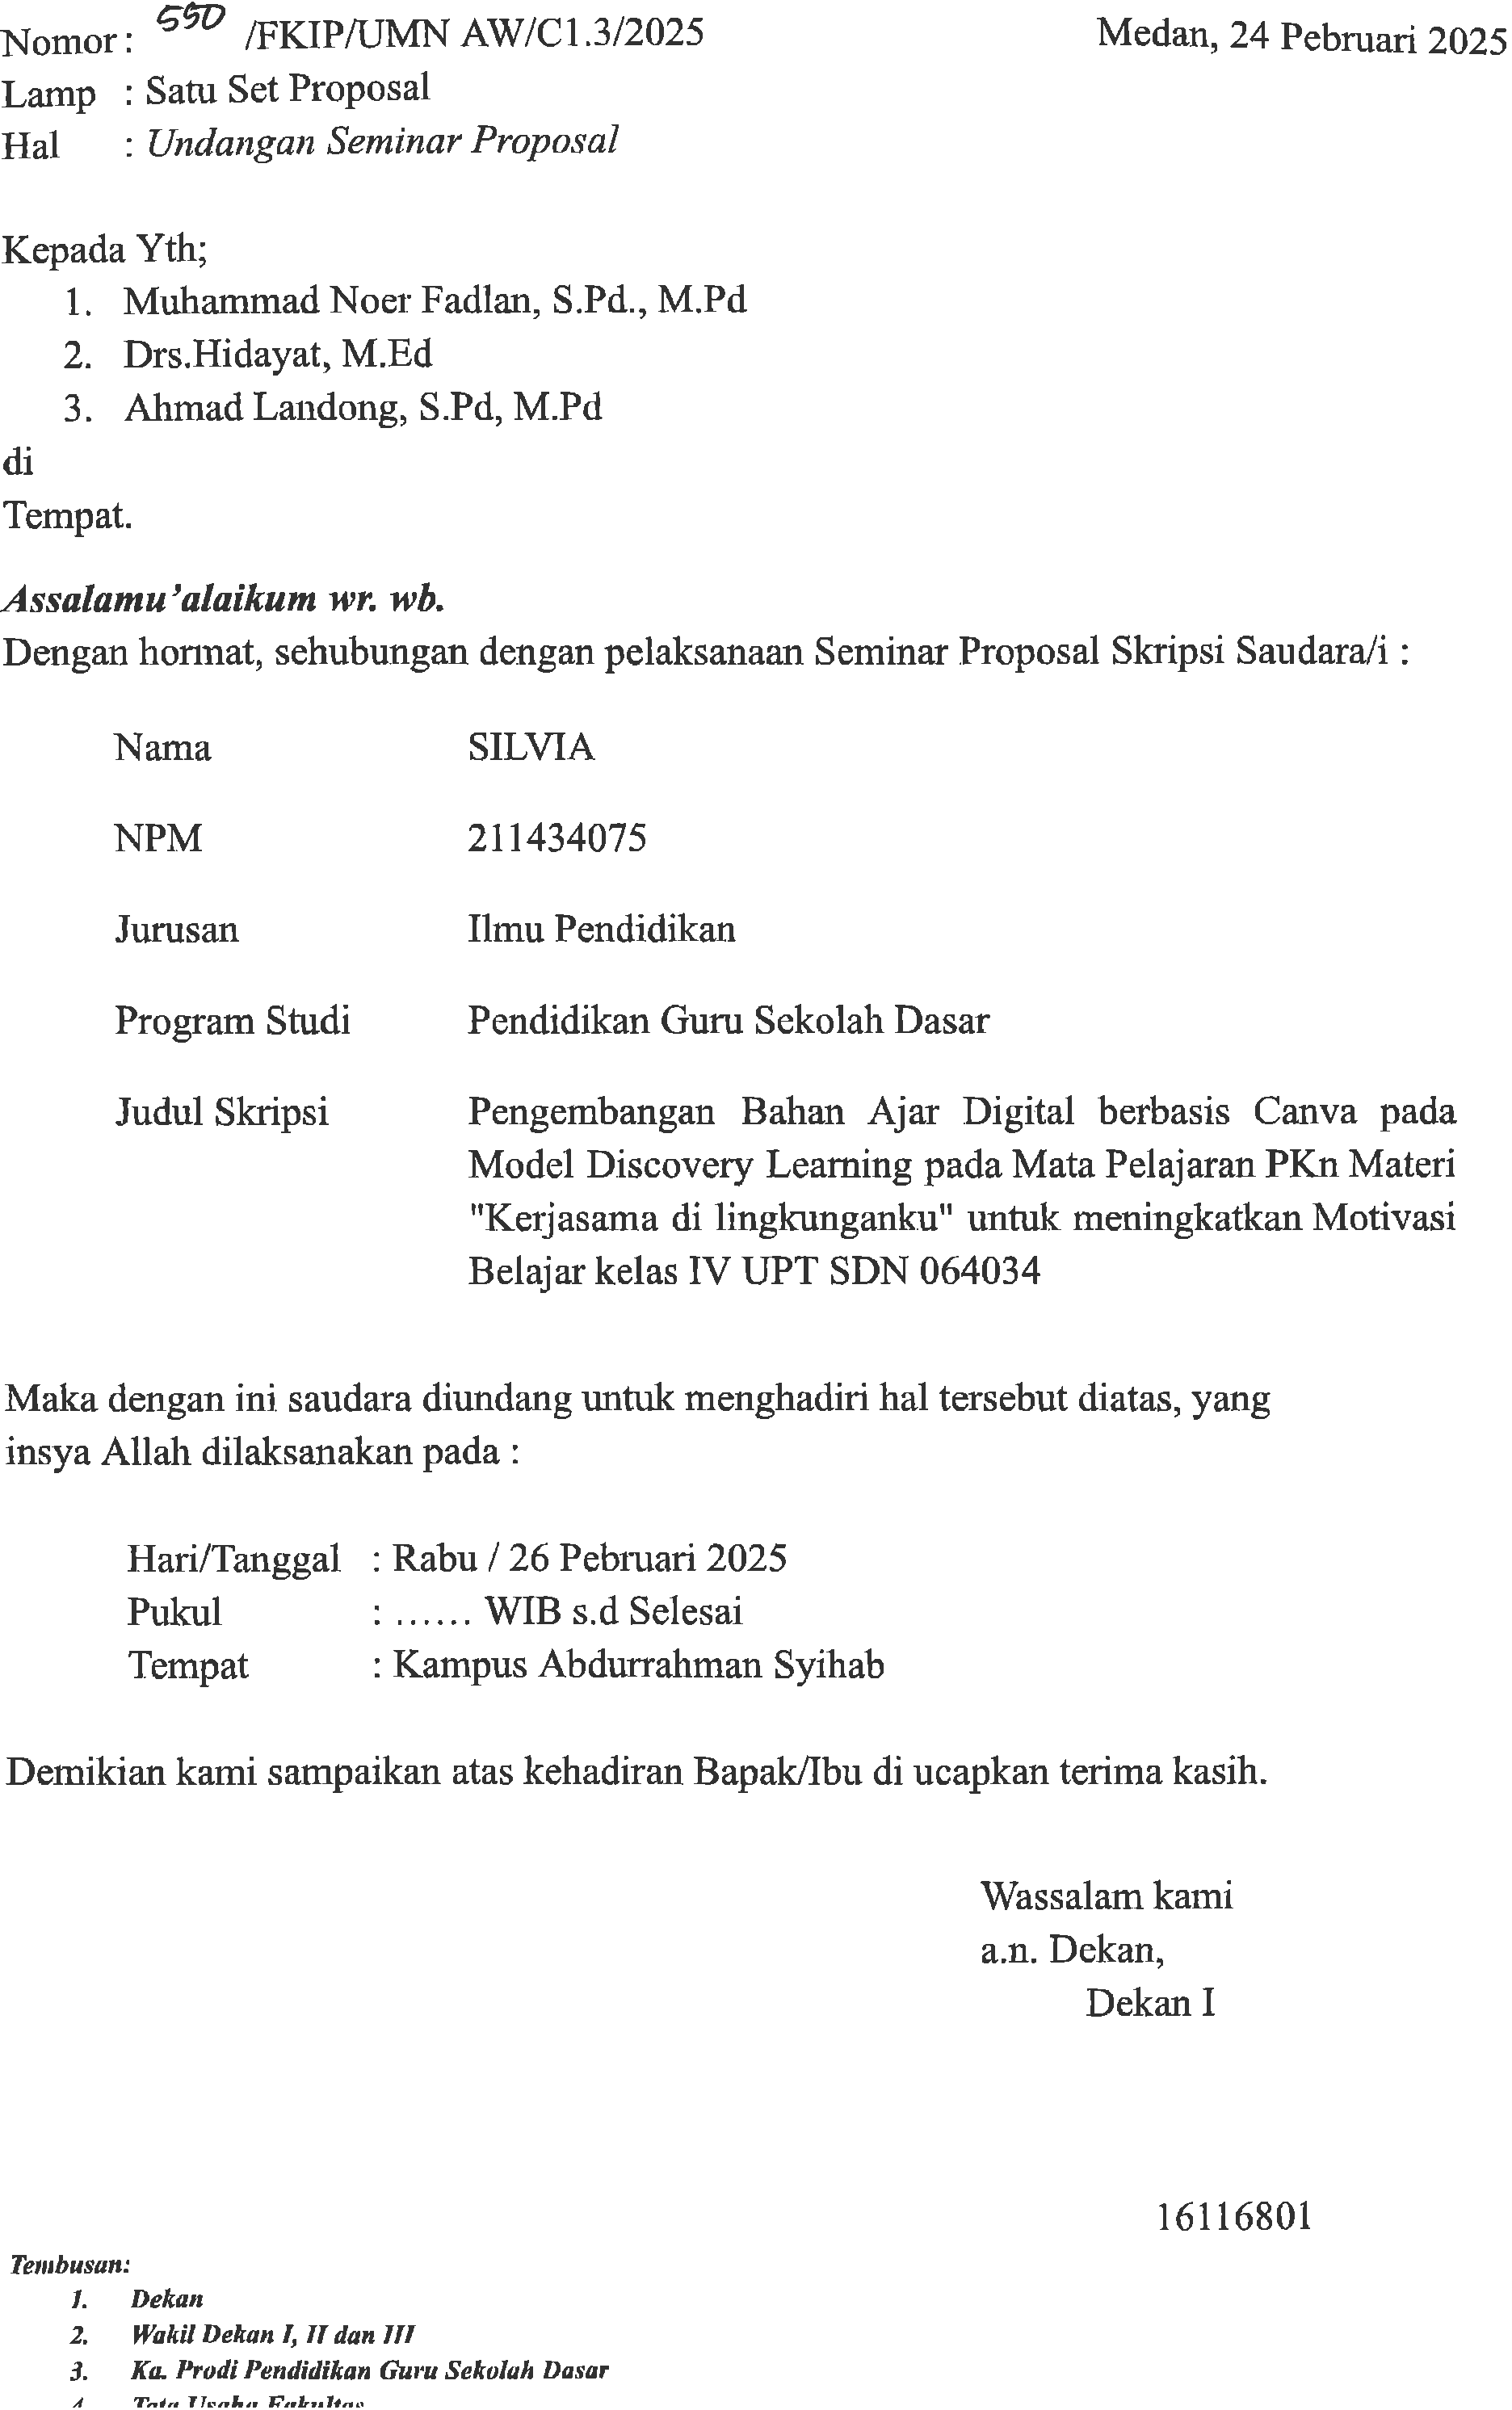 Nomor : 550 /FKIP/UMN AW/C1.3/2025 Medan, 24 Pebruari 2025
Lamp : Satu Set Proposal
Hal : Undangan Seminar Proposal
Kepada Yth;
1. Muhammad Noer Fadlan, S.Pd., M.Pd
2. Drs.Hidayat, M.Ed
3. Ahmad Landong, S.Pd, M.Pd
di
Tempat.
Assalamu'alaikum wr. wb.
Dengan hormat, sehubungan dengan pelaksanaan Seminar Proposal Skripsi Saudara/i :
Nama SILVIA
NPM 211434075
Jurusan Ilmu Pendidikan
Program Studi Pendidikan Guru Sekolah Dasar
Judul Skripsi Pengembangan Bahan Ajar Digital berbasis Canva pada
Model Discovery Learning pada Mata Pelajaran PKn Materi
"Kerjasama di lingkunganku" untuk meningkatkan Motivasi
Belajar kelas IV UPT SDN 064034
Maka dengan ini saudara diundang untuk menghadiri hal tersebut diatas, yang
insya Allah dilaksanakan pada :
Hari/Tanggal : Rabu / 26 Pebruari 2025
Pukul : ...... WIB s.d Selesai
Tempat : Kampus Abdurrahman Syihab
Demikian kami sampaikan atas kehadiran Bapak/Ibu di ucapkan terima kasih.
Wassalam kami
a.n. Dekan,
Dekan I
16116801
Tembusan:
1. Dekan
2. Wakil Dekan I, II dan III
3. Ka. Prodi Pendidikan Guru Sekolah Dasar
4 Tata Usaha Fakultas